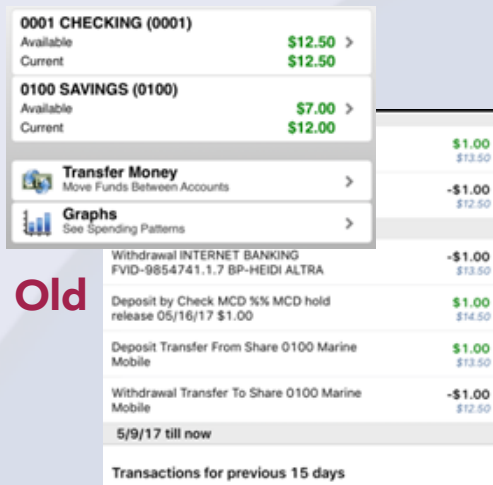 0001 CHECKING (0001)
Available $12.50 >
Current $12.50
0100 SAVINGS (0100)
Available $7.00 >
Current $12.00
Transfer Money >
Move Funds Between Accounts
Graphs >
See Spending Patterns
Old
$1.00
$13.50
-$1.00
$12.50
Withdrawal INTERNET BANKING -$1.00
FVID-9854741.1.7 BP-HEIDI ALTRA $13.50
Deposit by Check MCD %% MCD hold $1.00
release 05/16/17 $1.00 $14.50
Deposit Transfer From Share 0100 Marine $1.00
Mobile $13.50
Withdrawal Transfer To Share 0100 Marine -$1.00
Mobile $12.50
5/9/17 till now
Transactions for previous 15 days